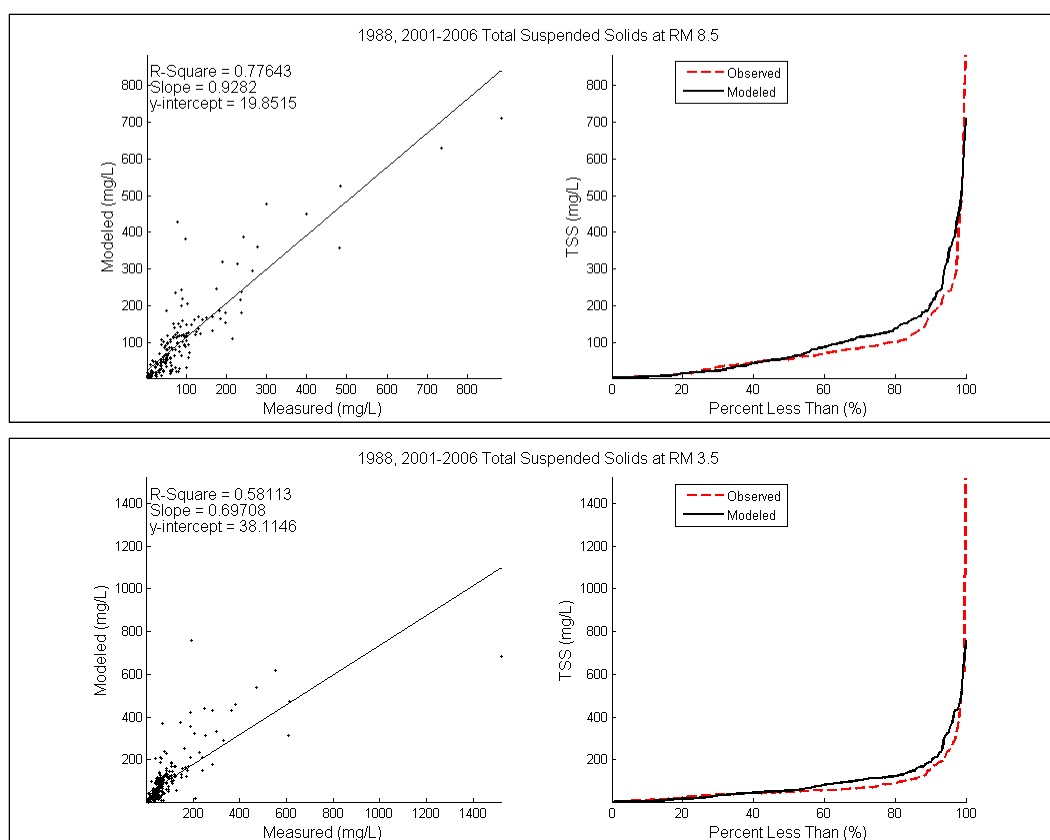 1988, 2001-2006 Total Suspended Solids at RM 8.5
R-Square = 0.77643
Slope = 0.9282
y-intercept = 19.8515
Modeled (mg/L)
800
700
600
500
400
300
200
100
100 200 300 400 500 600 700 800
Measured (mg/L)
Observed
Modeled
TSS (mg/L)
800
700
600
500
400
300
200
100
0 20 40 60 80 100
Percent Less Than (%)
1988, 2001-2006 Total Suspended Solids at RM 3.5
R-Square = 0.58113
Slope = 0.69708
y-intercept = 38.1146
Modeled (mg/L)
1400
1200
1000
800
600
400
200
200 400 600 800 1000 1200 1400
Measured (mg/L)
Observed
Modeled
TSS (mg/L)
1400
1200
1000
800
600
400
200
0 20 40 60 80 100
Percent Less Than (%)